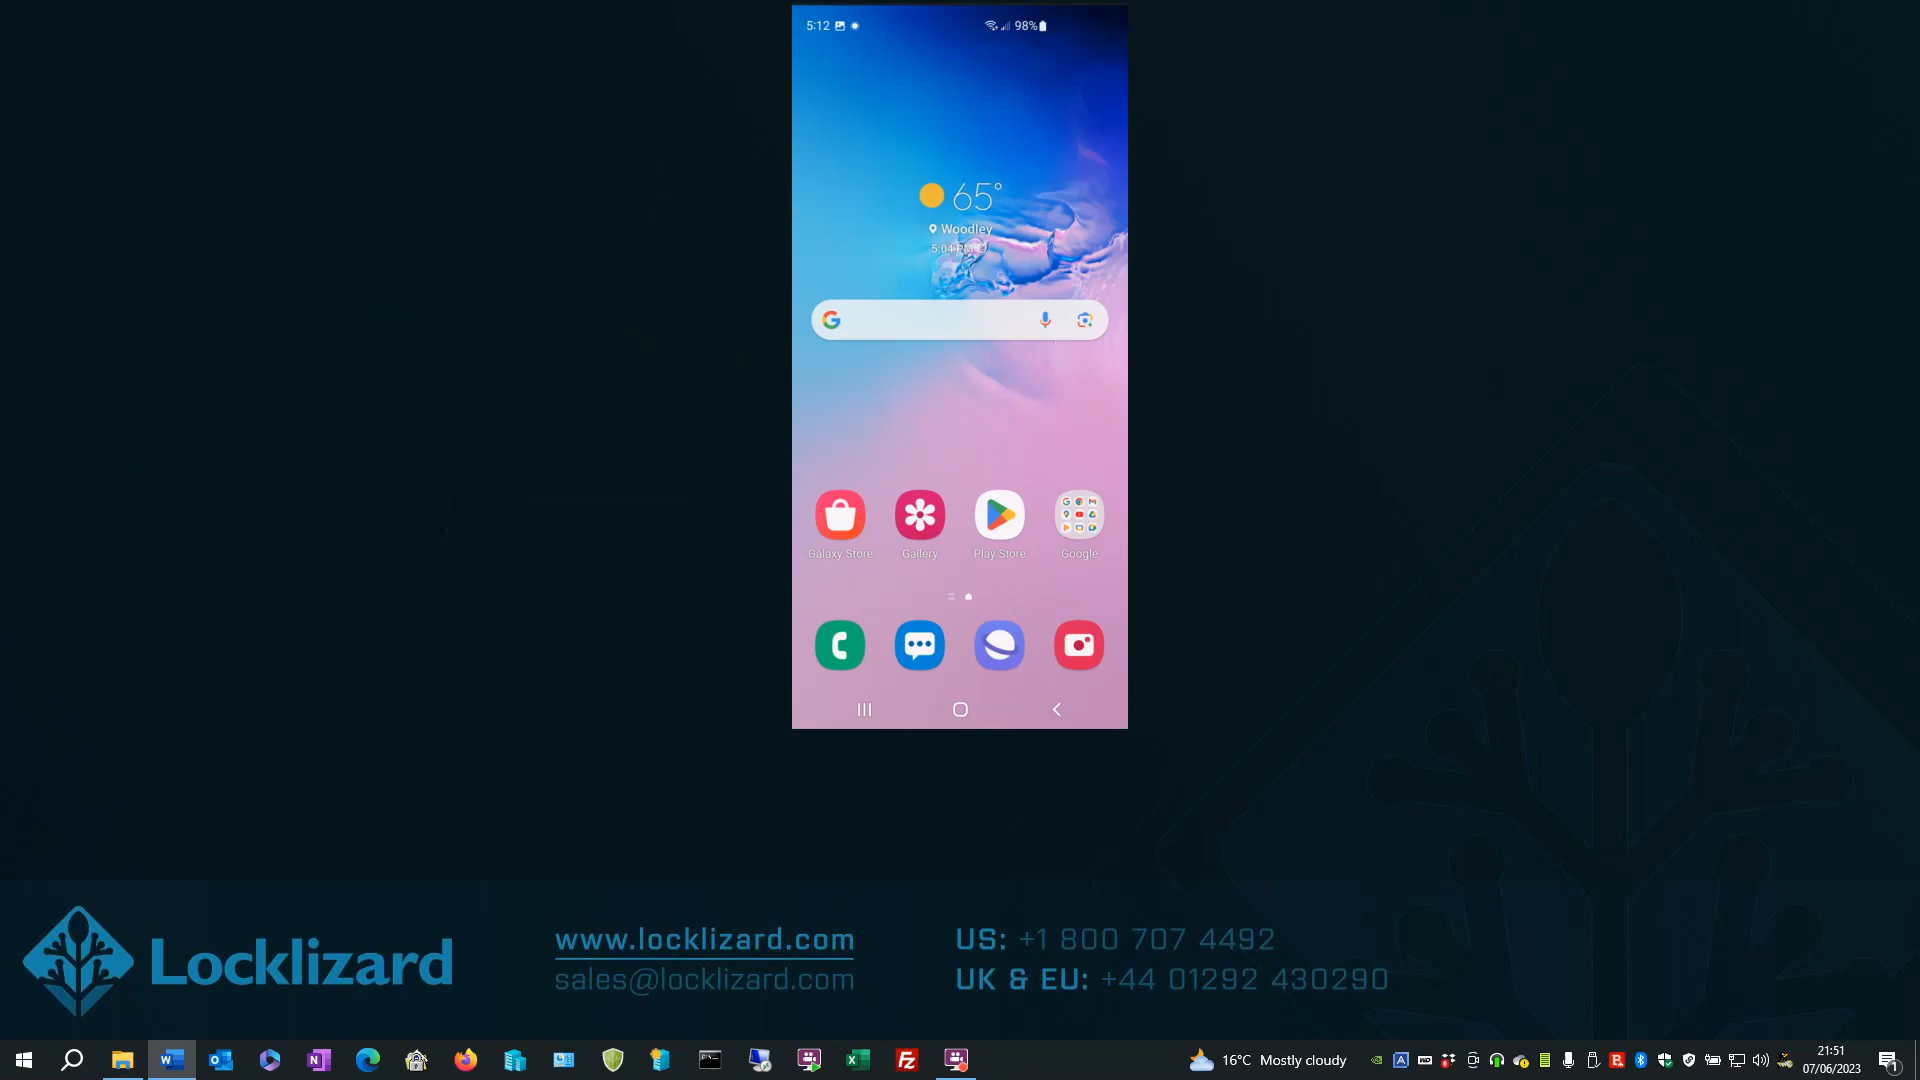 5:12
98%
65°
Woodley
5:04 PM
Galaxy Store
Gallery
Play Store
Google
Locklizard
www.locklizard.com
sales@locklizard.com
US: +1 800 707 4492
UK & EU: +44 01292 430290
16°C Mostly cloudy
21:51
07/06/2023